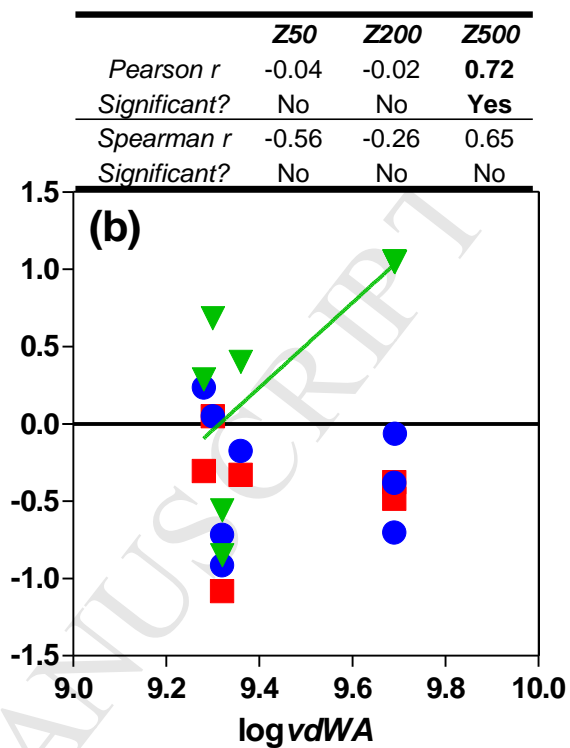 Z50 Z200 Z500
Pearson r -0.04 -0.02 0.72
Significant? No No Yes
Spearman r -0.56 -0.26 0.65
Significant? No No No
(b)
1.5
1.0
0.5
0.0
-0.5
-1.0
-1.5
9.0 9.2 9.4 9.6 9.8 10.0
logvdWA
ANUSCRIPT